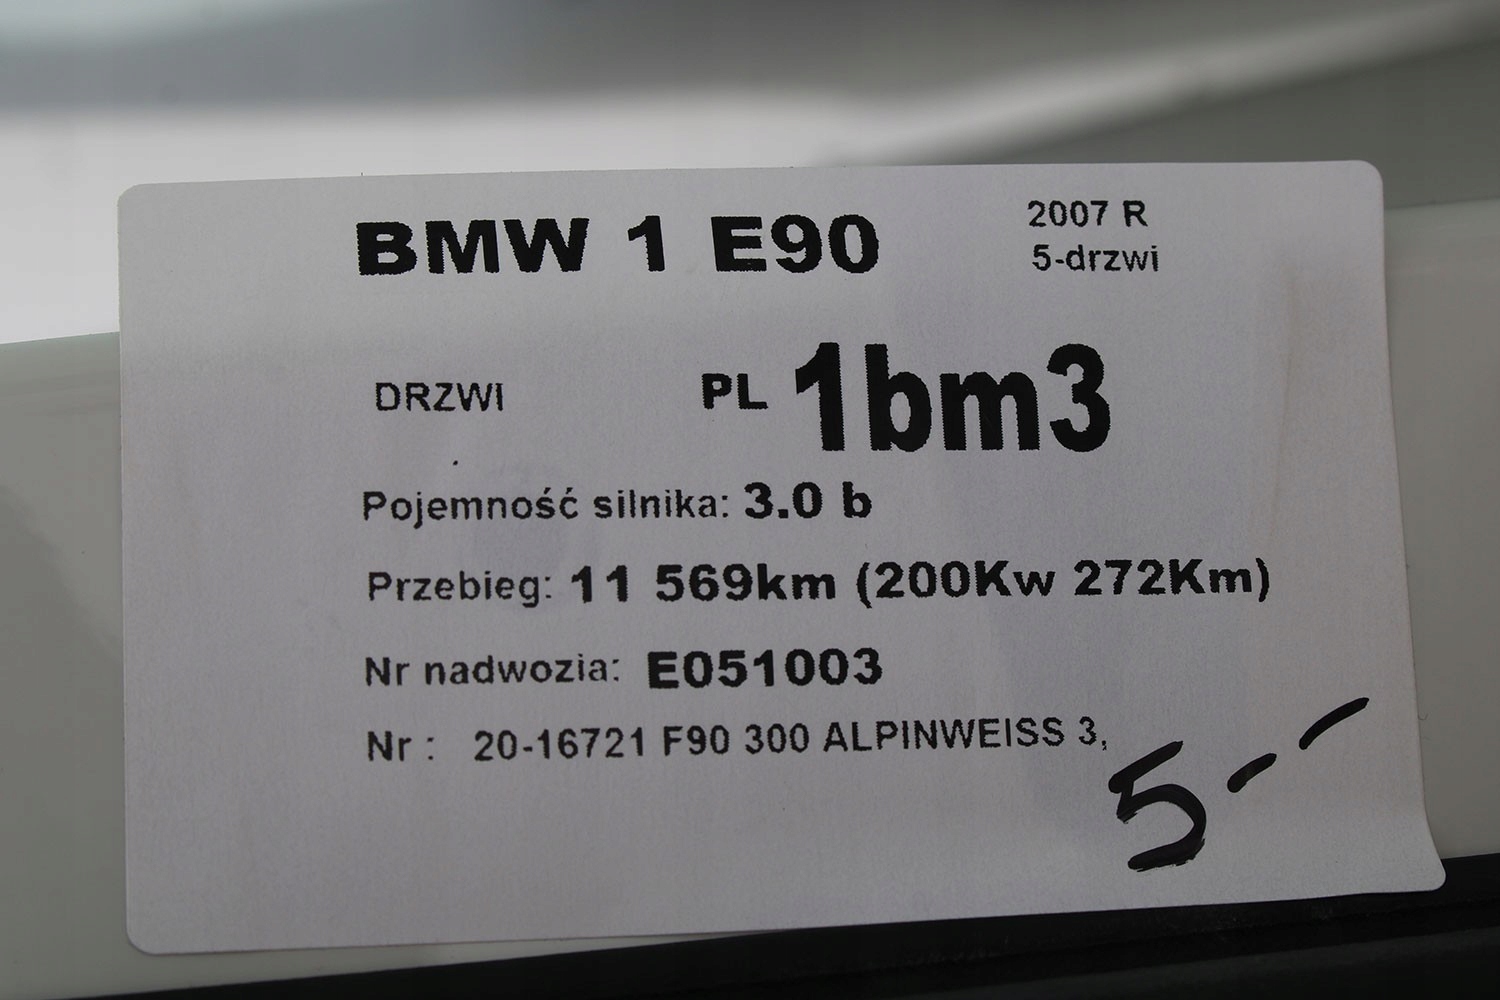 BMW 1 E90
2007 R
5-drzwi
DRZWI
PL 1bm3
Pojemność silnika: 3.0 b
Przebieg: 11 569km (200Kw 272Km)
Nr nadwozia: E051003
Nr : 20-16721 F90 300 ALPINWEISS 3,
5--